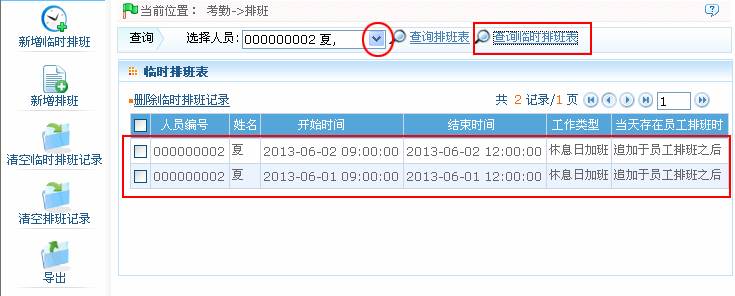 新增临时排班
新增排班
清空临时排班记录
清空排班记录
导出
当前位置： 考勤->排班
查询 选择人员: 000000002 夏, 查询排班表 查询临时排班表
临时排班表
删除临时排班记录 共 2 记录/1 页 1
人员编号 姓名 开始时间 结束时间 工作类型 当天存在员工排班时
000000002 夏 2013-06-02 09:00:00 2013-06-02 12:00:00 休息日加班 追加于员工排班之后
000000002 夏 2013-06-01 09:00:00 2013-06-01 12:00:00 休息日加班 追加于员工排班之后